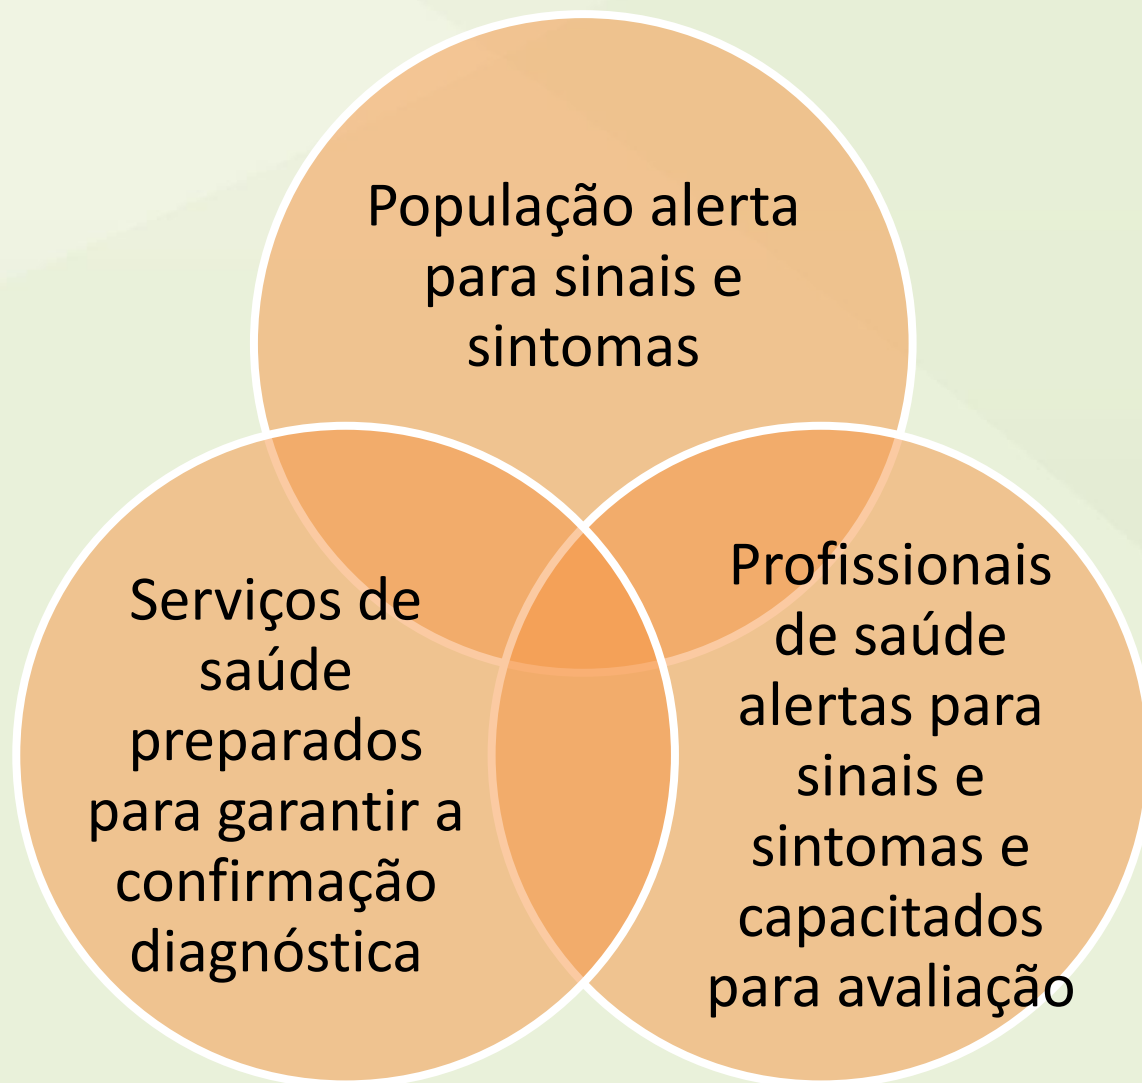 População alerta
para sinais e
sintomas
Serviços de
saúde
preparados
para garantir a
confirmação
diagnóstica
Profissionais
de saúde
alertas para
sinais e
sintomas e
capacitados
para avaliação